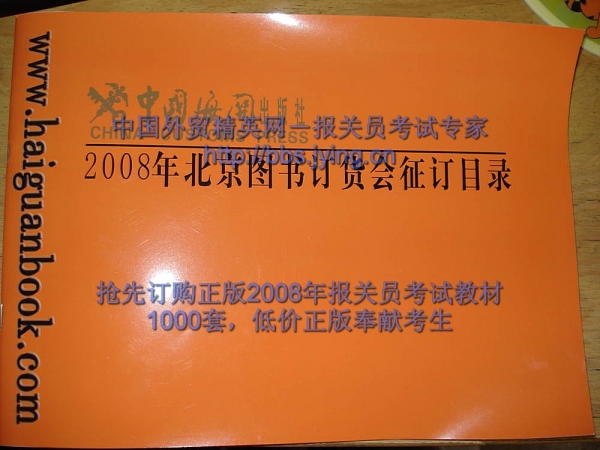 www.haiguanbook.com
中国海关出版社
中国外贸精英网 报关员考试专家
http://bbs.jying.cn
2008年北京图书订货会征订目录
抢先订购正版2008年报关员考试教材
1000套，低价正版奉献考生